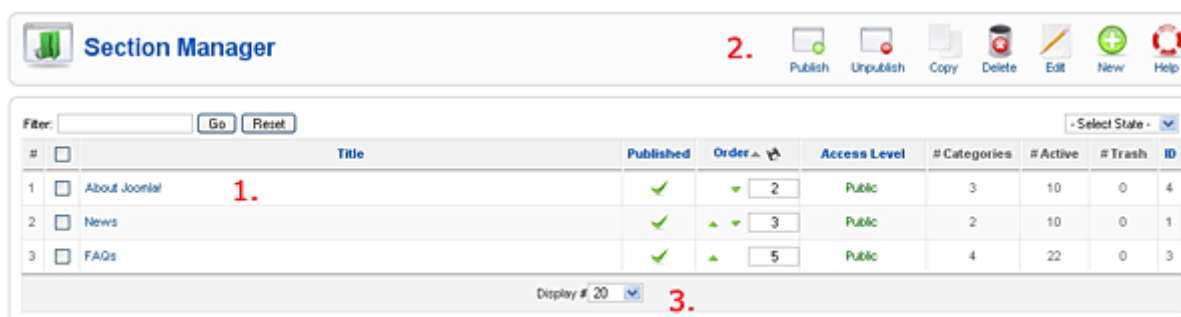 Section Manager
2.
Publish Unpublish Copy Delete Edit New Help
Filter: Go Reset - Select State -
# Title Published Order Access Level # Categories # Active # Trash ID
1 About Joomla! 1. 2 Public 3 10 0 4
2 News 3 Public 2 10 0 1
3 FAQs 5 Public 4 22 0 3
Display # 20 3.